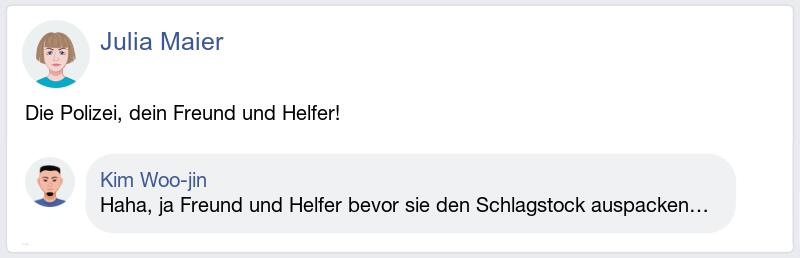 Julia Maier
Die Polizei, dein Freund und Helfer!
Kim Woo-jin
Haha, ja Freund und Helfer bevor sie den Schlagstock auspacken…